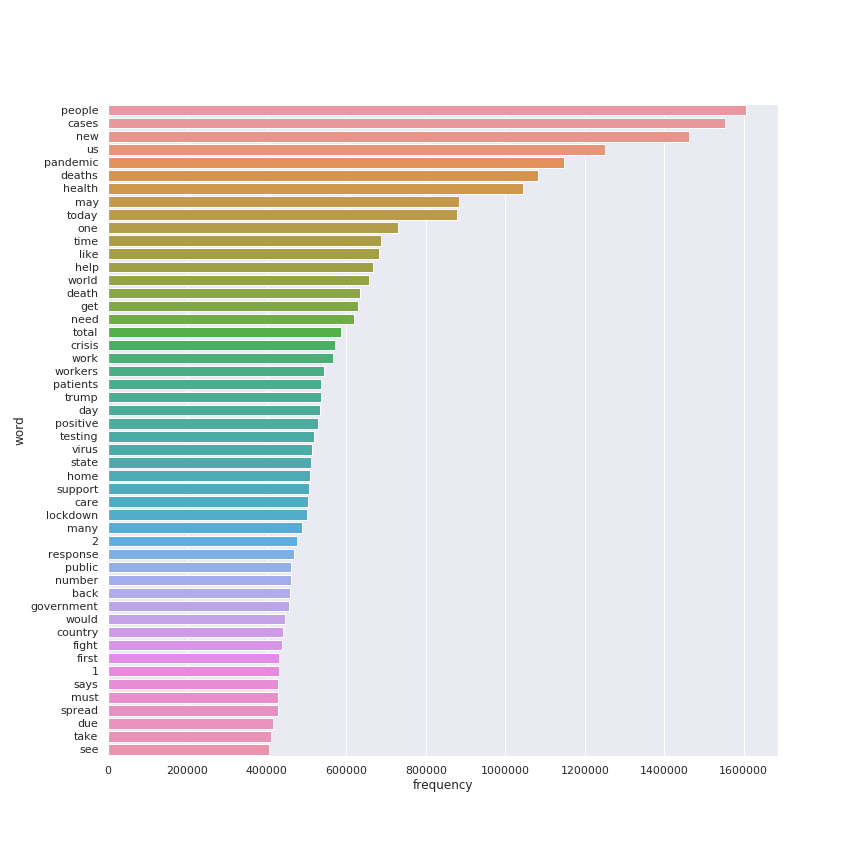 people
cases
new
us
pandemic
deaths
health
may
today
one
time
like
help
world
death
get
need
total
crisis
work
workers
patients
trump
day
positive
testing
virus
state
home
support
care
lockdown
many
2
response
public
number
back
government
would
country
fight
first
1
says
must
spread
due
take
see
word
0 200000 400000 600000 800000 1000000 1200000 1400000 1600000
frequency